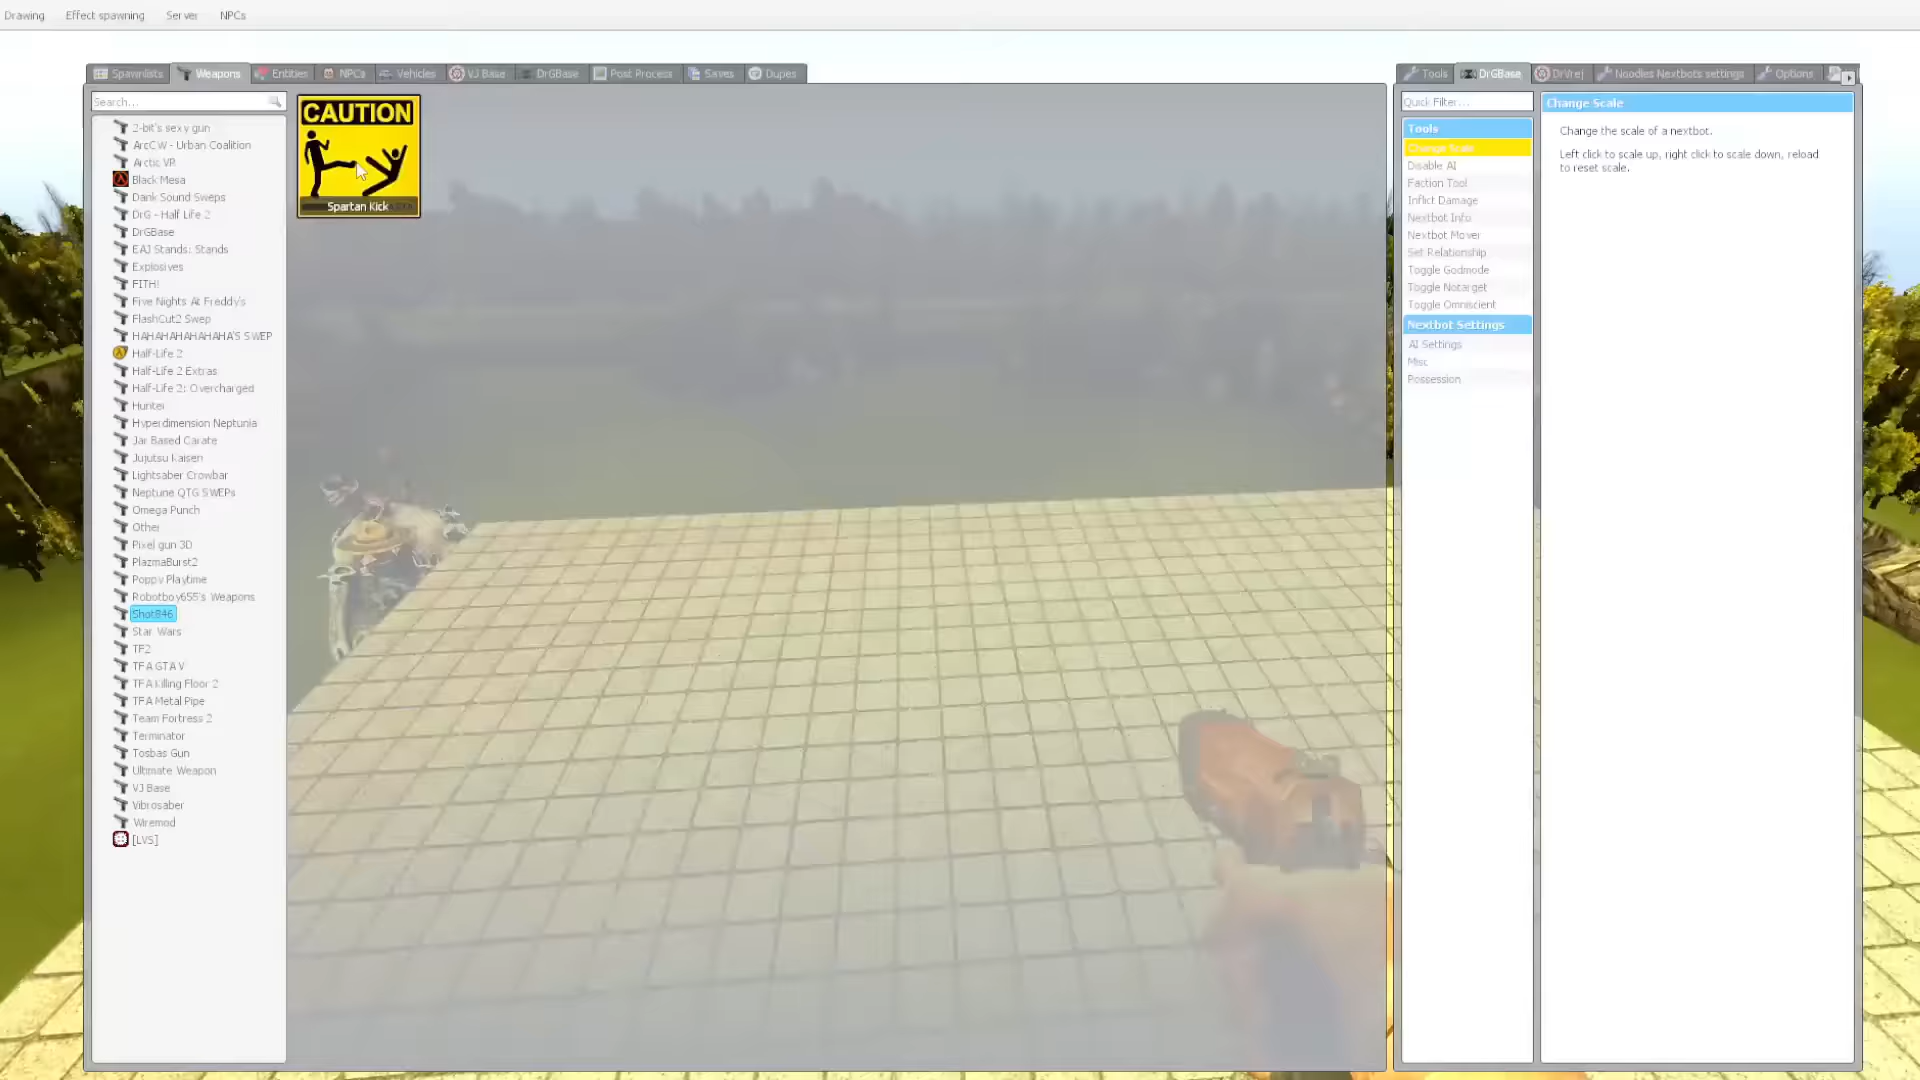 Drawing Effect spawning Server NPCs
Spawnlists Weapons Entities NPCs Vehicles VJ Base DrGBase Post Process Saves Dupes
Search...
2-bit's sexy gun
ArcCW - Urban Coalition
Arctic VR
Black Mesa
Dank Sound Sweps
DrG - Half Life 2
DrGBase
EAJ Stands: Stands
Explosives
FITH!
Five Nights At Freddy's
FlashCut2 Swep
HAHAHAHAHAHAHA'S SWEP
Half-Life 2
Half-Life 2 Extras
Half-Life 2: Overcharged
Hunter
Hyperdimension Neptunia
Jar Based Carate
Jujutsu Kaisen
Lightsaber Crowbar
Neptune QTG SWEPs
Omega Punch
Other
Pixel gun 3D
PlazmaBurst2
Poppy Playtime
Robotboy655's Weapons
Shot846
Star Wars
TF2
TFA GTA V
TFA Killing Floor 2
TFA Metal Pipe
Team Fortress 2
Terminator
Tosbas Gun
Ultimate Weapon
VJ Base
Vibrosaber
Wiremod
[LVS]
CAUTION
Spartan Kick
Tools DrGBase DrVrej Noodles Nextbots settings Options
Quick Filter...
Tools
Change Scale
Disable AI
Faction Tool
Inflict Damage
Nextbot Info
Nextbot Mover
Set Relationship
Toggle Godmode
Toggle Notarget
Toggle Omniscient
Nextbot Settings
AI Settings
Misc
Possession
Change Scale
Change the scale of a nextbot.
Left click to scale up, right click to scale down, reload
to reset scale.